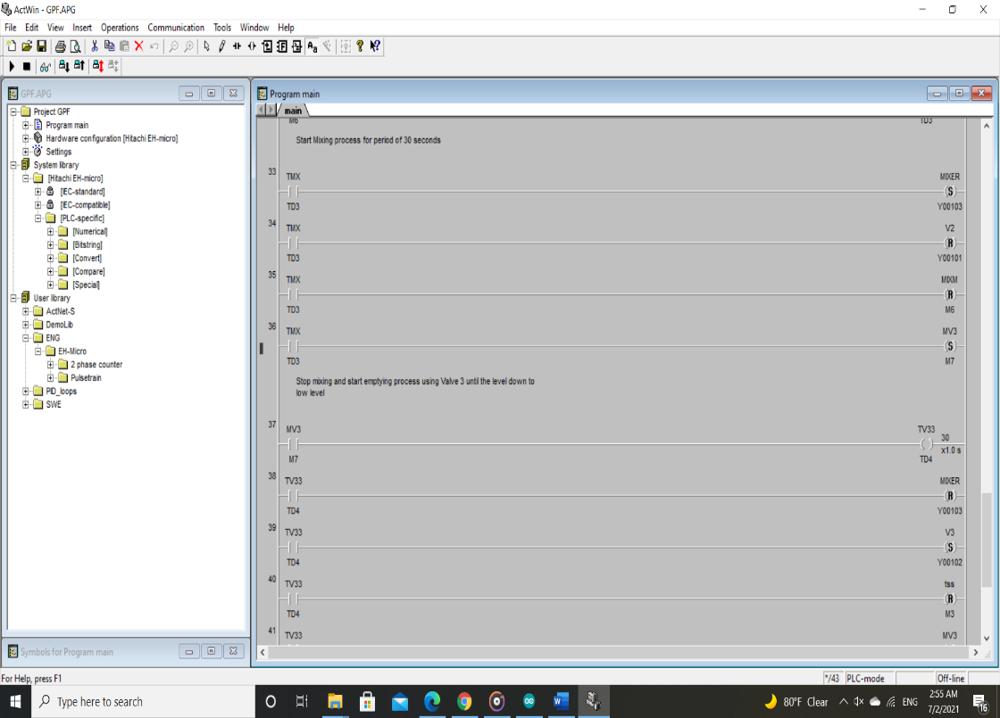 ActWin - GPF.APG
File Edit View Insert Operations Communication Tools Window Help
GPF.APG
Project GPF
Program main
Hardware configuration [Hitachi EH-micro]
Settings
System library
[Hitachi EH-micro]
[IEC-standard]
[IEC-compatible]
[PLC-specific]
[Numerical]
[Bitstring]
[Convert]
[Compare]
[Special]
User library
ActNet-S
DemoLib
ENG
EH-Micro
2 phase counter
Pulsetrain
PID_loops
SWE
Symbols for Program main
Program main
main
M6 TD3
Start Mixing process for period of 30 seconds
33 TMX MIXER
S
TD3 Y00103
34 TMX V2
R
TD3 Y00101
35 TMX MIXM
R
TD3 M6
36 TMX MV3
S
TD3 M7
Stop mixing and start emptying process using Valve 3 until the level down to
low level
37 MV3 TV33
30
x1.0 s
M7 TD4
38 TV33 MIXER
R
TD4 Y00103
39 TV33 V3
S
TD4 Y00102
40 TV33 tss
R
TD4 M3
41 TV33 MV3
For Help, press F1
*/43 PLC-mode Off-line
Type here to search
80°F Clear ENG
2:55 AM
7/2/2021
16